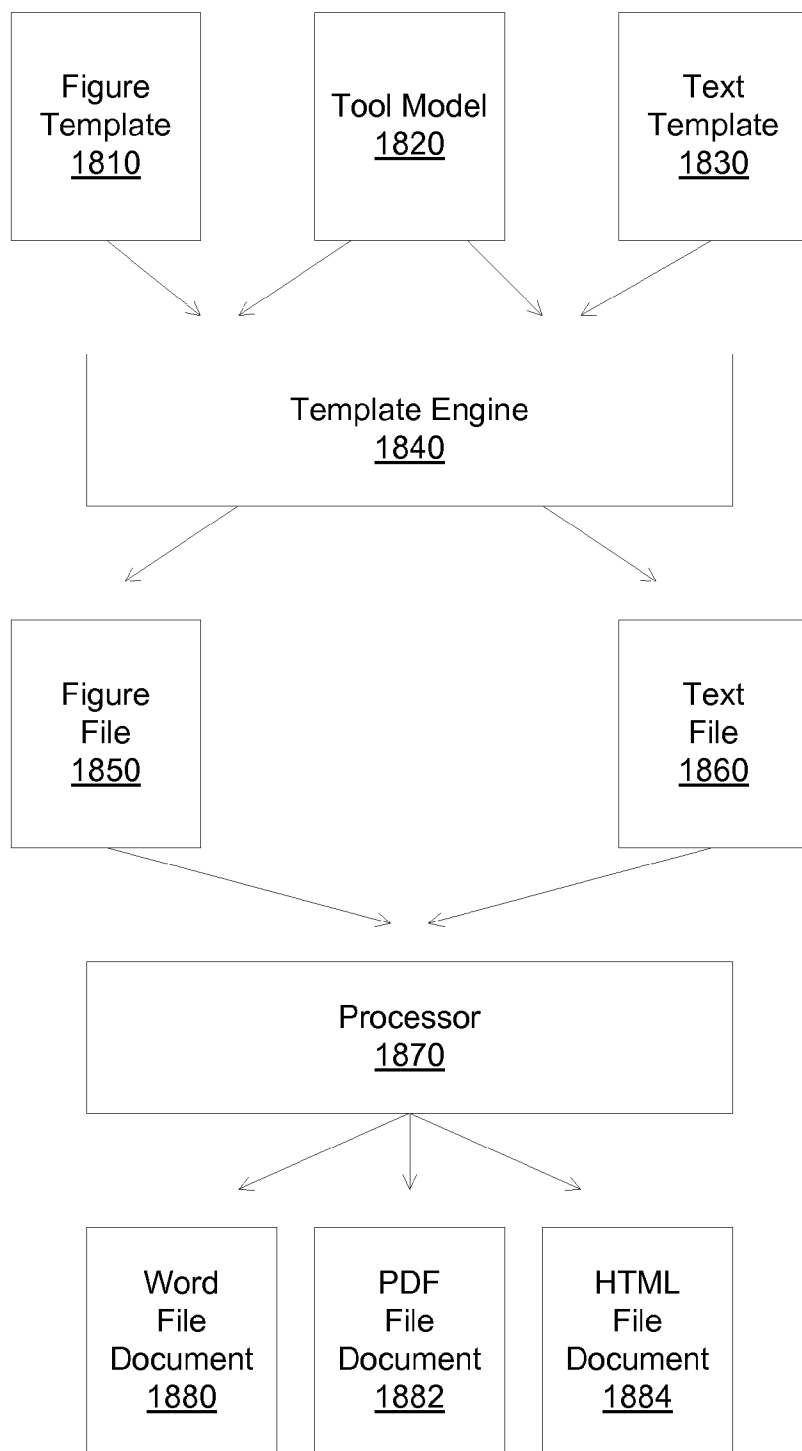 Figure
Template
1810
Tool Model
1820
Text
Template
1830
Template Engine
1840
Figure
File
1850
Text
File
1860
Processor
1870
Word
File
Document
1880
PDF
File
Document
1882
HTML
File
Document
1884